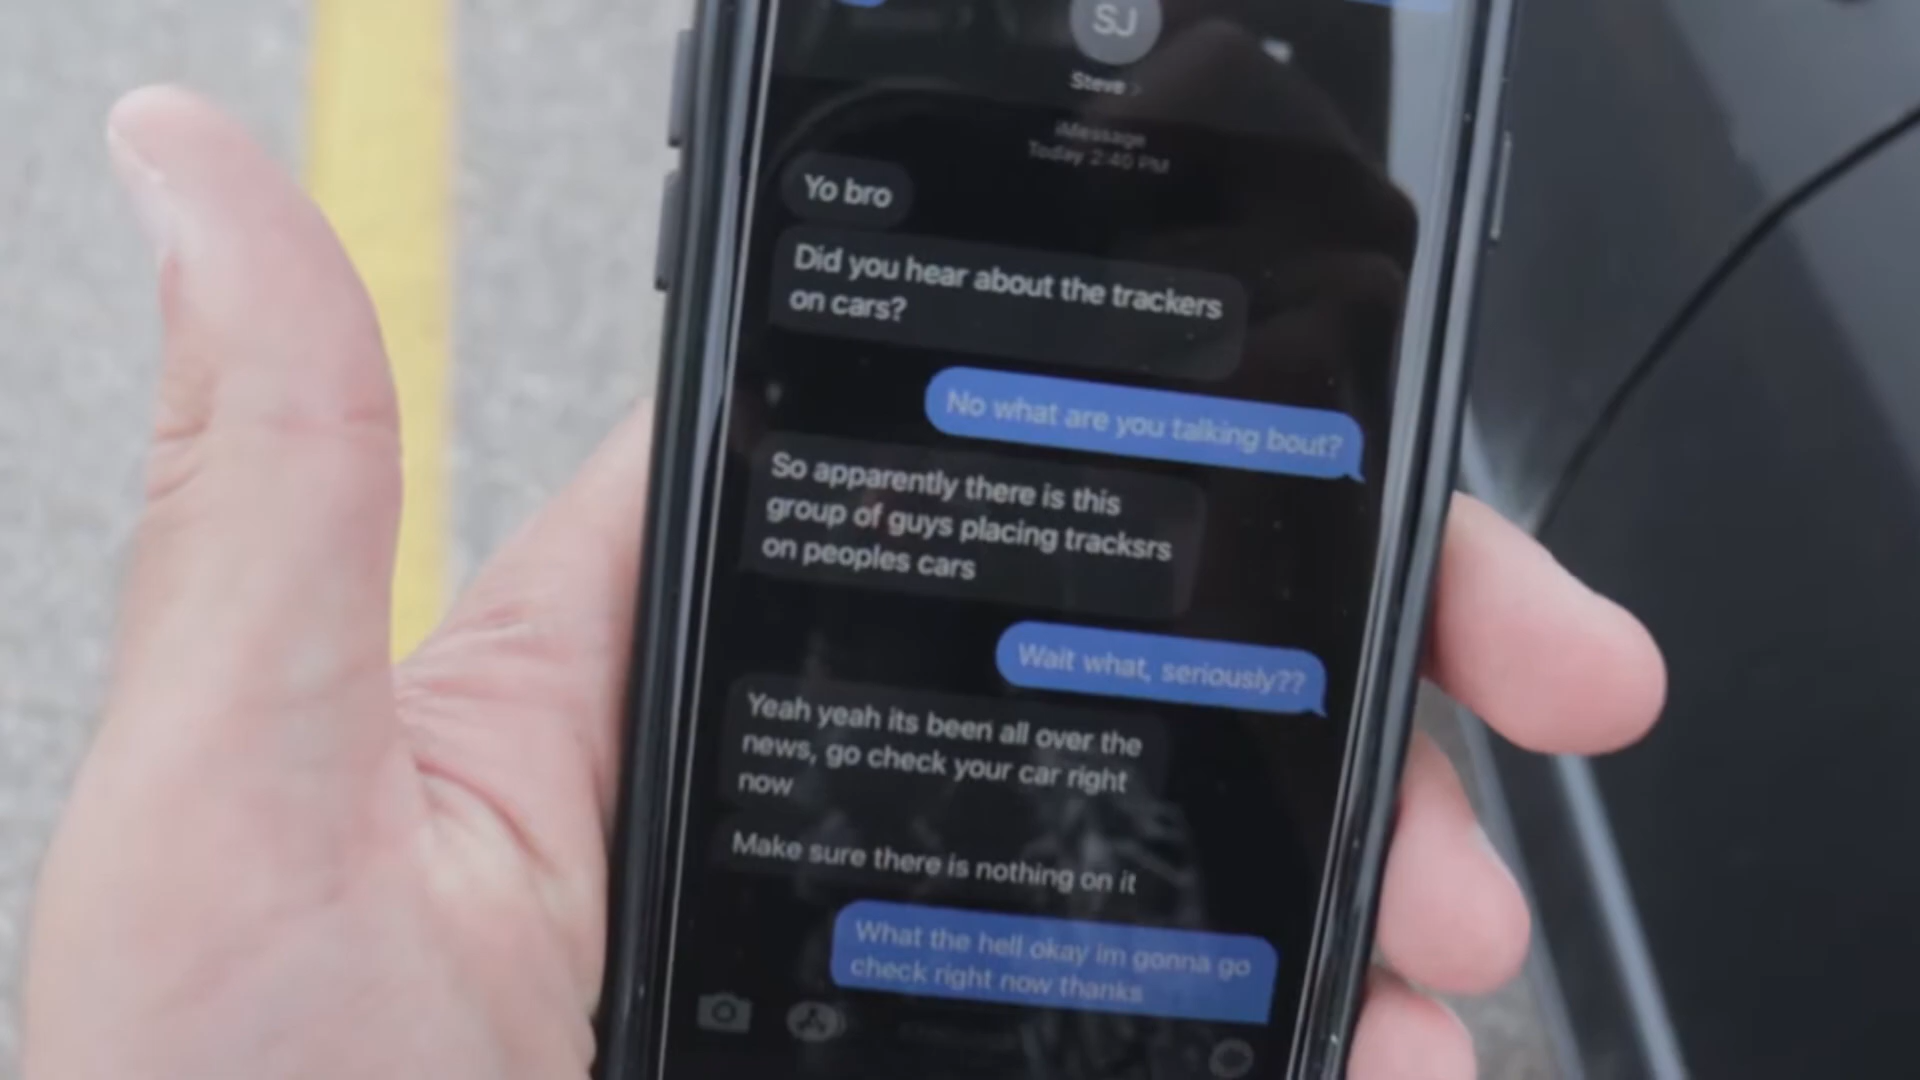 SJ
Steve >
iMessage
Today 2:40 PM
Yo bro
Did you hear about the trackers
on cars?
No what are you talking bout?
So apparently there is this
group of guys placing tracksrs
on peoples cars
Wait what, seriously??
Yeah yeah its been all over the
news, go check your car right
now
Make sure there is nothing on it
What the hell okay im gonna go
check right now thanks